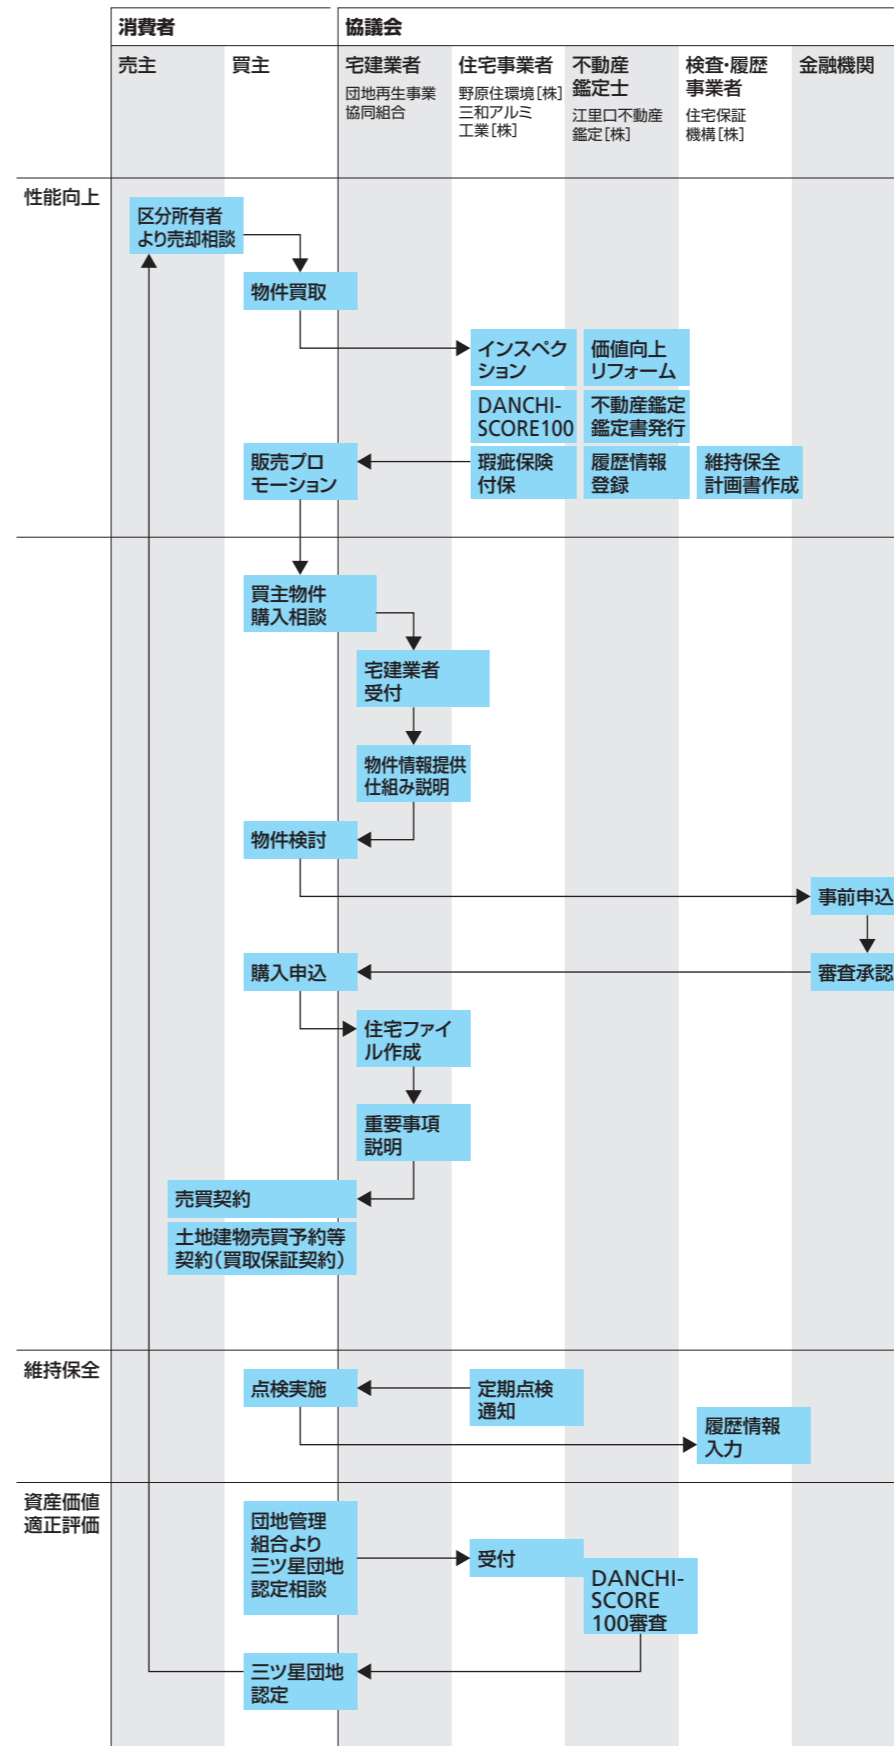 消費者
協議会
売主
買主
宅建業者
団地再生事業
協同組合
住宅事業者
野原住環境[株]
三和アルミ
工業[株]
不動産
鑑定士
江里口不動産
鑑定[株]
検査・履歴
事業者
住宅保証
機構[株]
金融機関
性能向上
区分所有者
より売却相談
物件買取
インスペク
ション
価値向上
リフォーム
DANCHI-
SCORE100
不動産鑑定
鑑定書発行
販売プロ
モーション
瑕疵保険
付保
履歴情報
登録
維持保全
計画書作成
買主物件
購入相談
宅建業者
受付
物件情報提供
仕組み説明
物件検討
事前申込
購入申込
審査承認
住宅ファイ
ル作成
重要事項
説明
売買契約
土地建物売買予約等
契約(買取保証契約)
維持保全
点検実施
定期点検
通知
履歴情報
入力
資産価値
適正評価
団地管理
組合より
三ツ星団地
認定相談
受付
DANCHI-
SCORE
100審査
三ツ星団地
認定